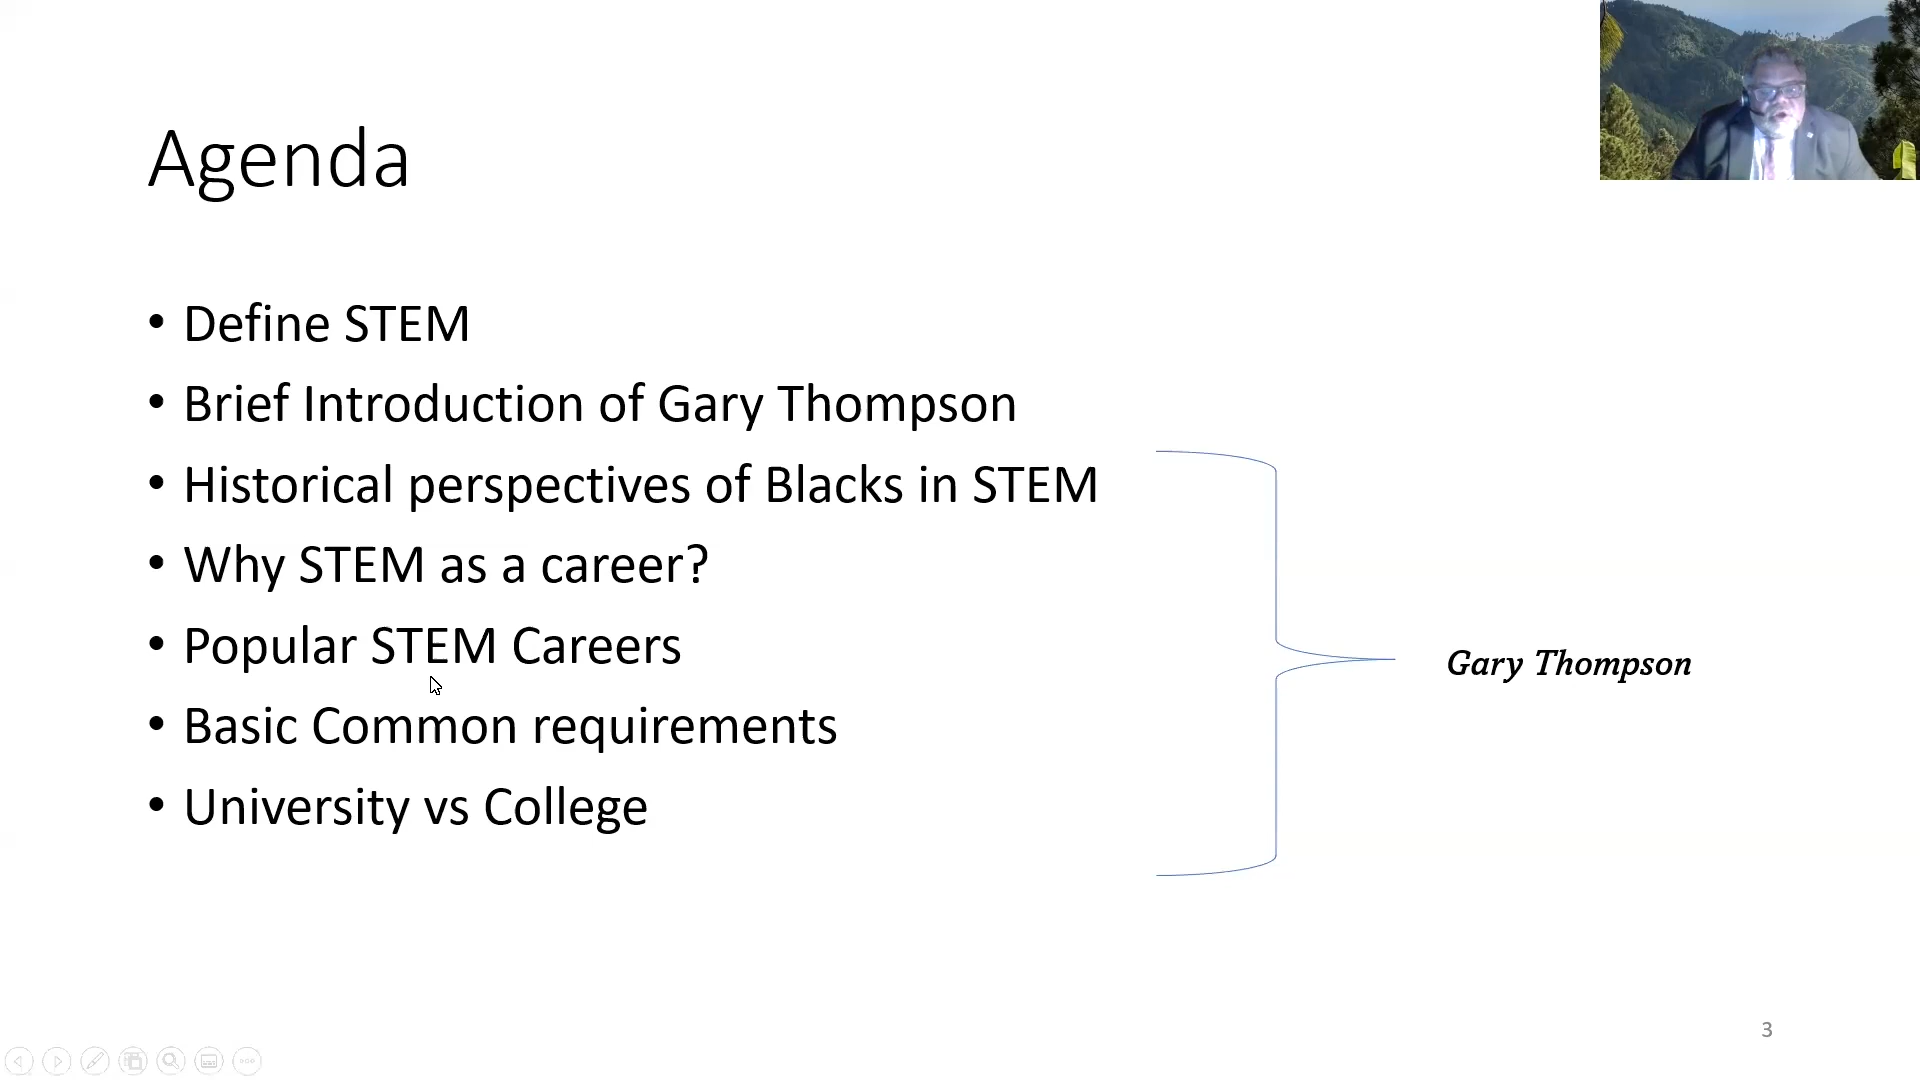 Agenda
• Define STEM
• Brief Introduction of Gary Thompson
• Historical perspectives of Blacks in STEM
• Why STEM as a career?
• Popular STEM Careers
• Basic Common requirements
• University vs College
Gary Thompson
3